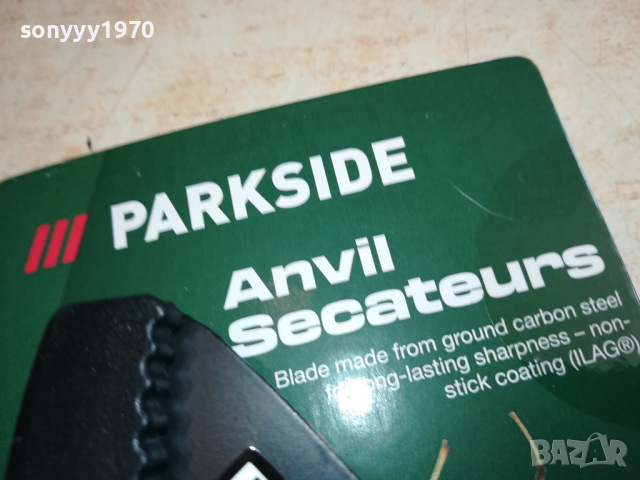 sonyyy1970
PARKSIDE
Anvil
Secateurs
Blade made from ground carbon steel
long-lasting sharpness – non-
stick coating (ILAG®)
BAZAR